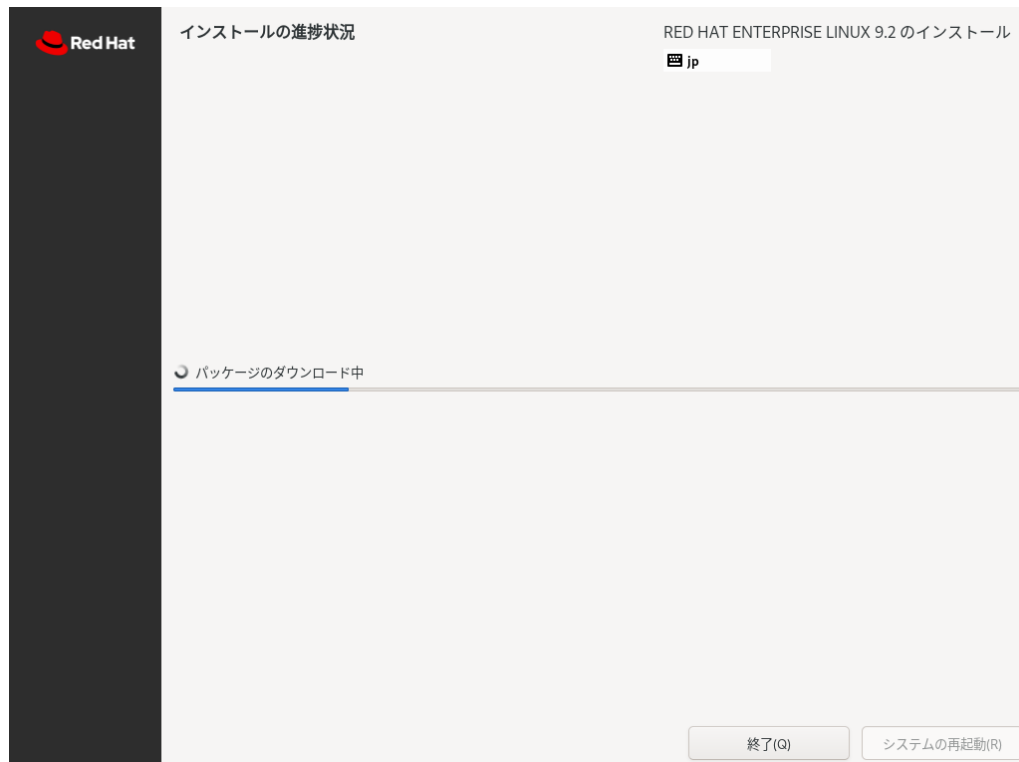 Red Hat
インストールの進捗状況
RED HAT ENTERPRISE LINUX 9.2 のインストール
jp
パッケージのダウンロード中
終了(Q)
システムの再起動(R)